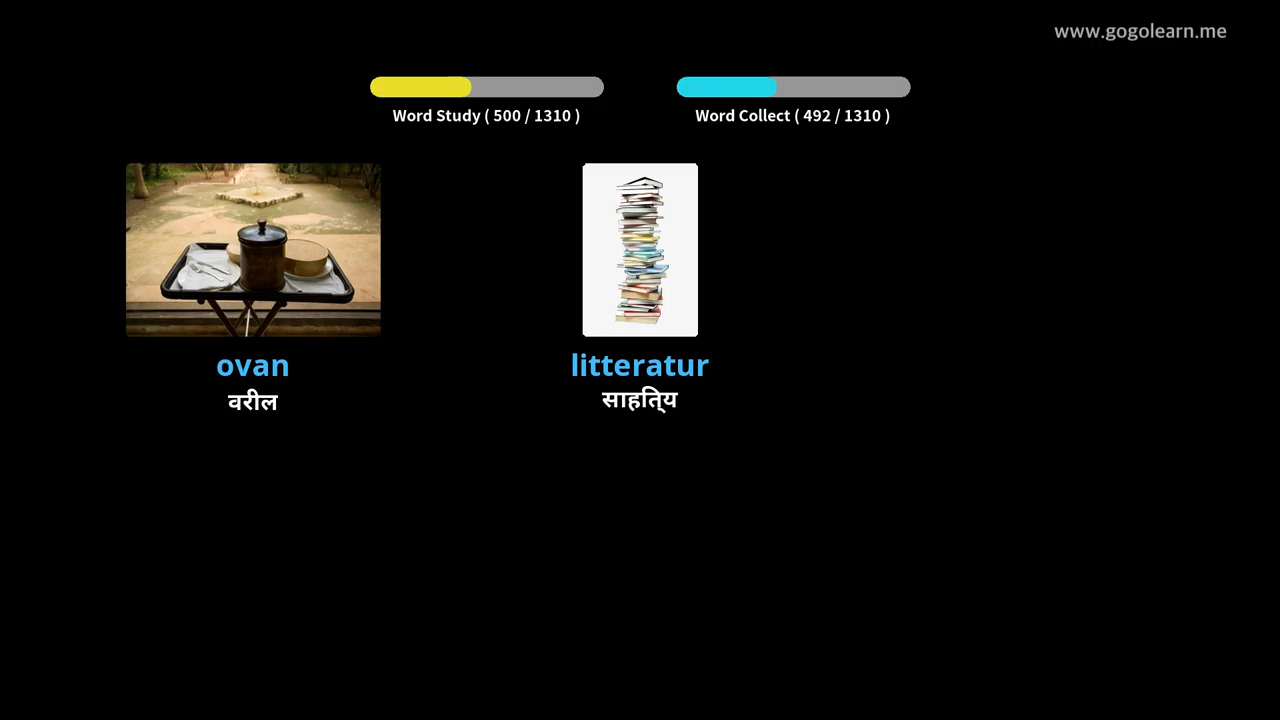 www.gogolearn.me
Word Study ( 500 / 1310 )
Word Collect ( 492 / 1310 )
ovan
वरील
litteratur
साहित्य